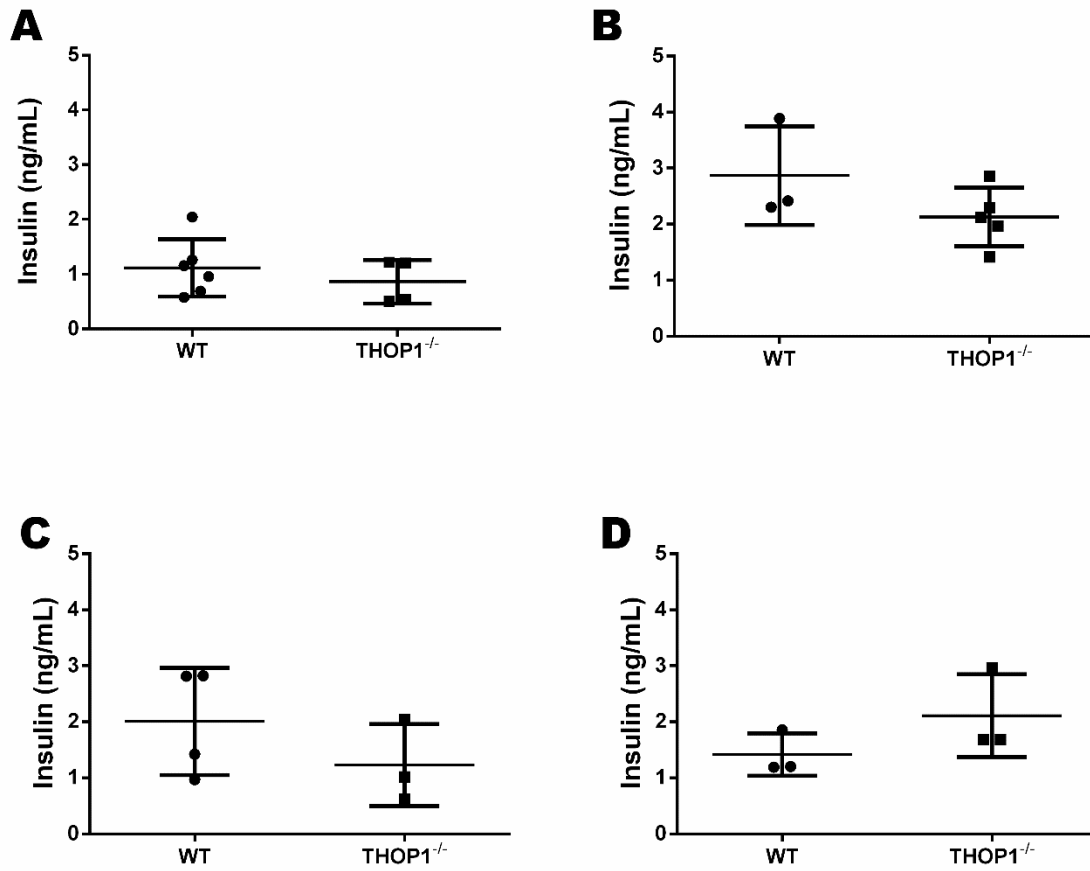 A
Insulin (ng/mL)
5
4
3
2
1
0
WT
THOP1-/-
B
Insulin (ng/mL)
5
4
3
2
1
0
WT
THOP1-/-
C
Insulin (ng/mL)
5
4
3
2
1
0
WT
THOP1-/-
D
Insulin (ng/mL)
5
4
3
2
1
0
WT
THOP1-/-